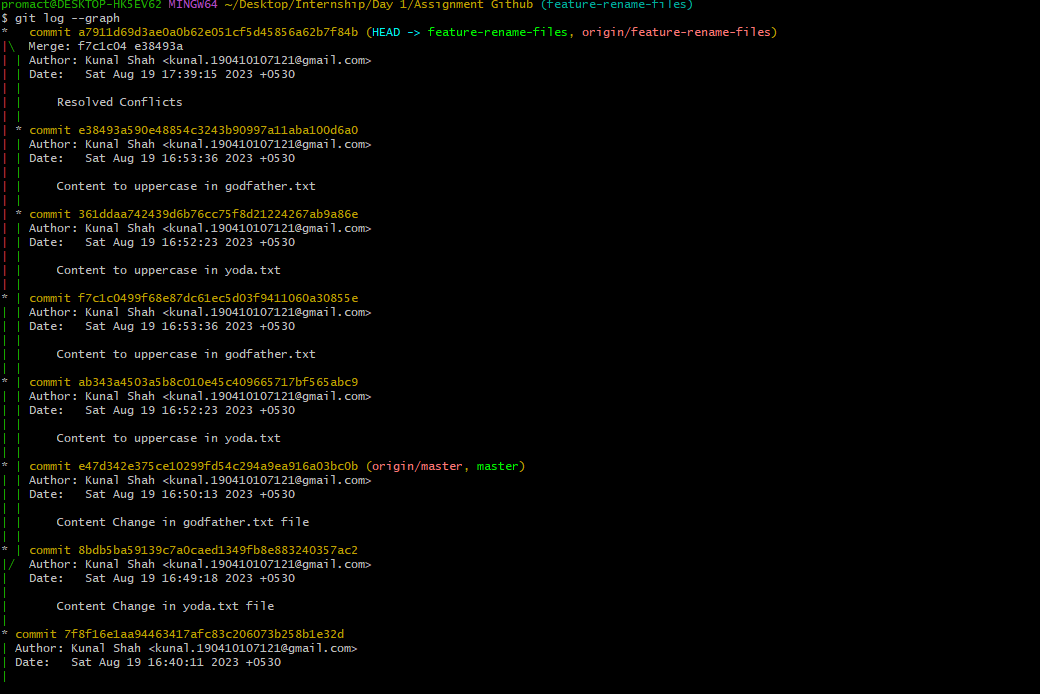 promact@DESKTOP-HK5EV62 MINGW64 ~/Desktop/Internship/Day 1/Assignment Github (feature-rename-files)
$ git log --graph
*   commit a7911d69d3ae0a0b62e051cf5d45856a62b7f84b (HEAD -> feature-rename-files, origin/feature-rename-files)
|\  Merge: f7c1c04 e38493a
| | Author: Kunal Shah <kunal.190410107121@gmail.com>
| | Date:   Sat Aug 19 17:39:15 2023 +0530
| |
| |     Resolved Conflicts
| |
| * commit e38493a590e48854c3243b90997a11aba100d6a0
| | Author: Kunal Shah <kunal.190410107121@gmail.com>
| | Date:   Sat Aug 19 16:53:36 2023 +0530
| |
| |     Content to uppercase in godfather.txt
| |
| * commit 361ddaa742439d6b76cc75f8d21224267ab9a86e
| | Author: Kunal Shah <kunal.190410107121@gmail.com>
| | Date:   Sat Aug 19 16:52:23 2023 +0530
| |
| |     Content to uppercase in yoda.txt
| |
* | commit f7c1c0499f68e87dc61ec5d03f9411060a30855e
| | Author: Kunal Shah <kunal.190410107121@gmail.com>
| | Date:   Sat Aug 19 16:53:36 2023 +0530
| |
| |     Content to uppercase in godfather.txt
| |
* | commit ab343a4503a5b8c010e45c409665717bf565abc9
| | Author: Kunal Shah <kunal.190410107121@gmail.com>
| | Date:   Sat Aug 19 16:52:23 2023 +0530
| |
| |     Content to uppercase in yoda.txt
| |
* | commit e47d342e375ce10299fd54c294a9ea916a03bc0b (origin/master, master)
| | Author: Kunal Shah <kunal.190410107121@gmail.com>
| | Date:   Sat Aug 19 16:50:13 2023 +0530
| |
| |     Content Change in godfather.txt file
| |
* | commit 8bdb5ba59139c7a0caed1349fb8e883240357ac2
|/  Author: Kunal Shah <kunal.190410107121@gmail.com>
|   Date:   Sat Aug 19 16:49:18 2023 +0530
|
|       Content Change in yoda.txt file
|
* commit 7f8f16e1aa94463417afc83c206073b258b1e32d
| Author: Kunal Shah <kunal.190410107121@gmail.com>
| Date:   Sat Aug 19 16:40:11 2023 +0530
|